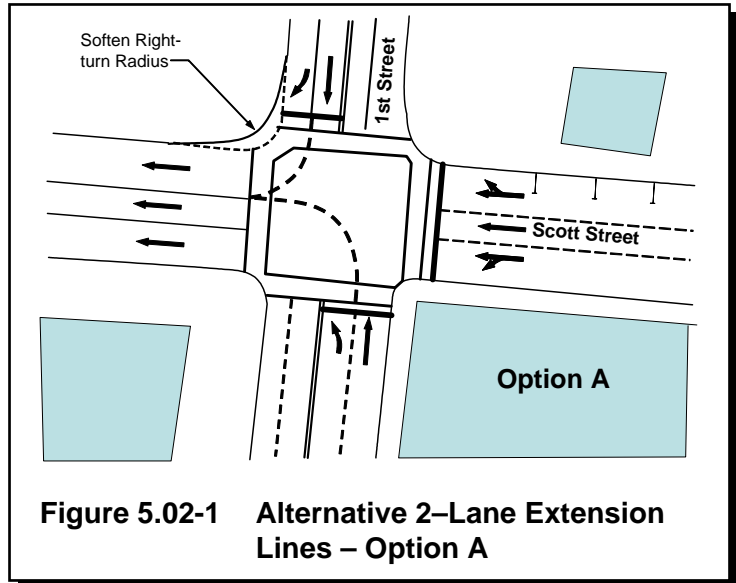 Soften Right-
turn Radius
1st Street
Scott Street
Option A
Figure 5.02-1 Alternative 2–Lane Extension
Lines – Option A